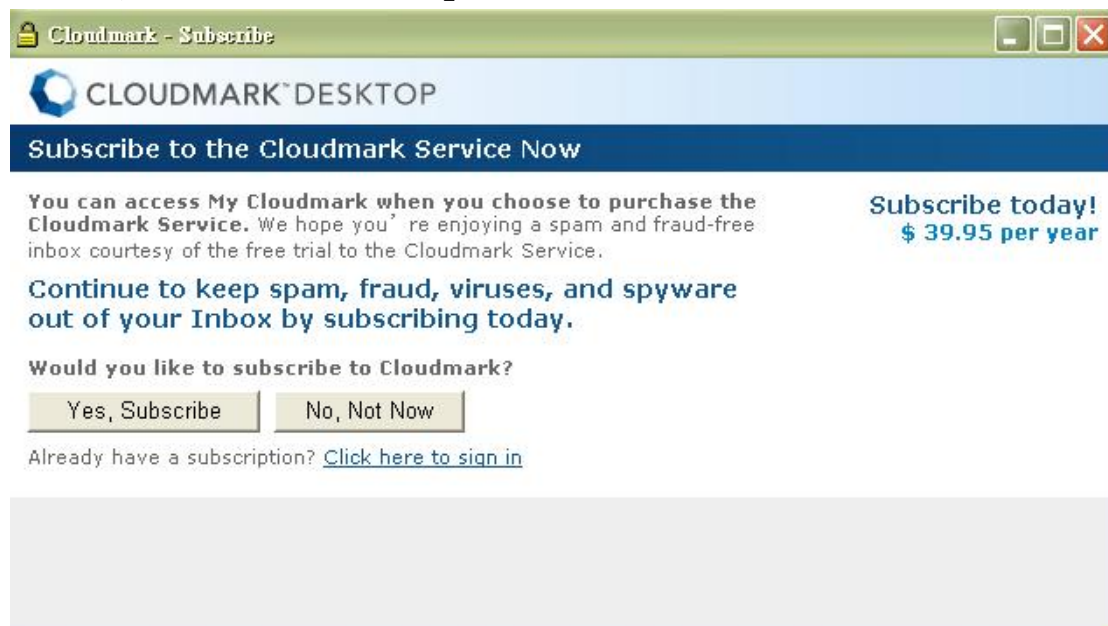 Cloudmark - Subscribe
CLOUDMARK™ DESKTOP
Subscribe to the Cloudmark Service Now
You can access My Cloudmark when you choose to purchase the
Cloudmark Service. We hope you’ re enjoying a spam and fraud-free
inbox courtesy of the free trial to the Cloudmark Service.
Subscribe today!
$ 39.95 per year
Continue to keep spam, fraud, viruses, and spyware
out of your Inbox by subscribing today.
Would you like to subscribe to Cloudmark?
Yes, Subscribe No, Not Now
Already have a subscription? Click here to sign in